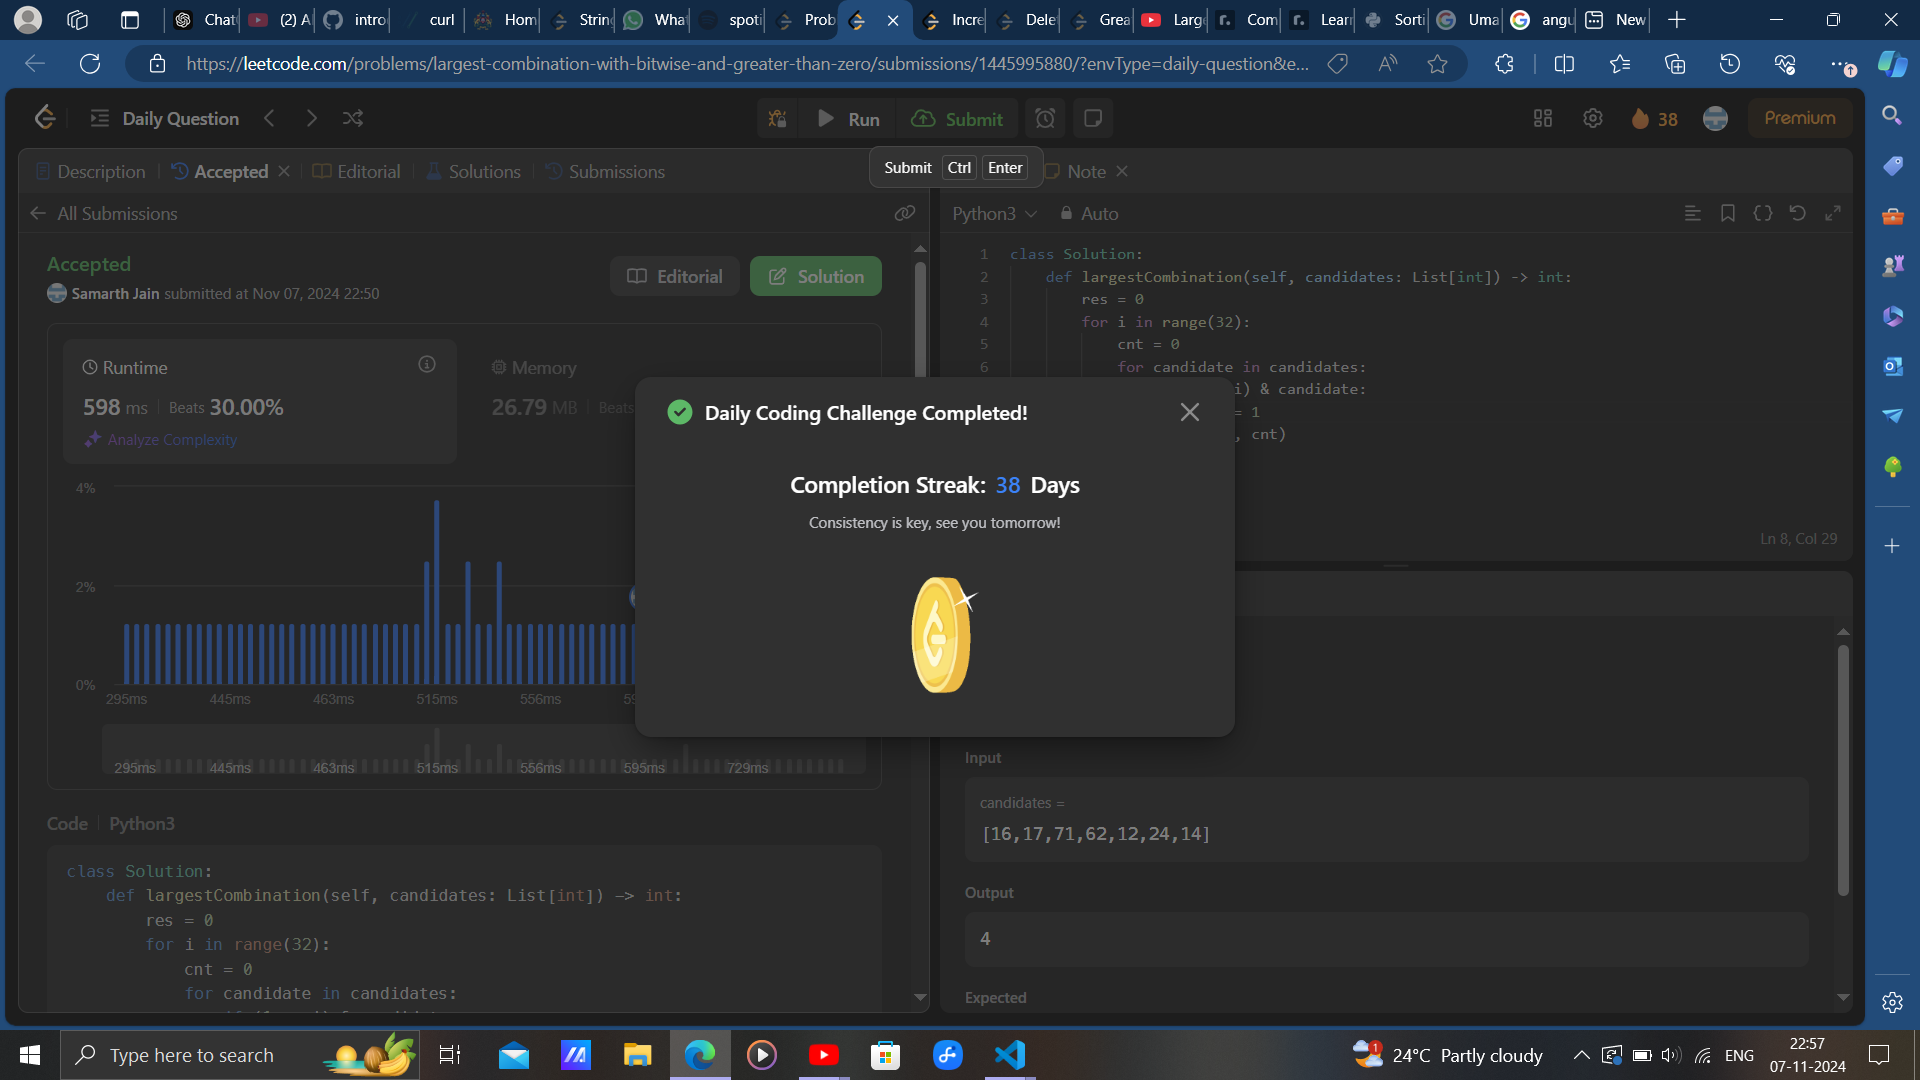 Chat
(2) A
intro
curl
Hom
Strin
What
spoti
Prob
Incre
Dele
Grea
Larg
Com
Lear
Sorti
Uma
angu
New
https://leetcode.com/problems/largest-combination-with-bitwise-and-greater-than-zero/submissions/1445995880/?envType=daily-question&e...
Daily Question
Run
Submit
38
Premium
Description
Accepted
Editorial
Solutions
Submissions
Submit Ctrl Enter
Note
All Submissions
Python3
Auto
Accepted
Samarth Jain submitted at Nov 07, 2024 22:50
Editorial
Solution
Runtime
598 ms
Beats 30.00%
Analyze Complexity
Memory
26.79 MB
Beats
4%
2%
0%
295ms 445ms 463ms 515ms 556ms 59
295ms 445ms 463ms 515ms 556ms 595ms 729ms
Code Python3
class Solution:
def largestCombination(self, candidates: List[int]) -> int:
res = 0
for i in range(32):
cnt = 0
for candidate in candidates:
1 class Solution:
2 def largestCombination(self, candidates: List[int]) -> int:
3 res = 0
4 for i in range(32):
5 cnt = 0
6 for candidate in candidates:
i) & candidate:
= 1
, cnt)
Ln 8, Col 29
Daily Coding Challenge Completed!
Completion Streak: 38 Days
Consistency is key, see you tomorrow!
Input
candidates =
[16,17,71,62,12,24,14]
Output
4
Expected
Type here to search
1
24°C Partly cloudy
ENG
22:57
07-11-2024